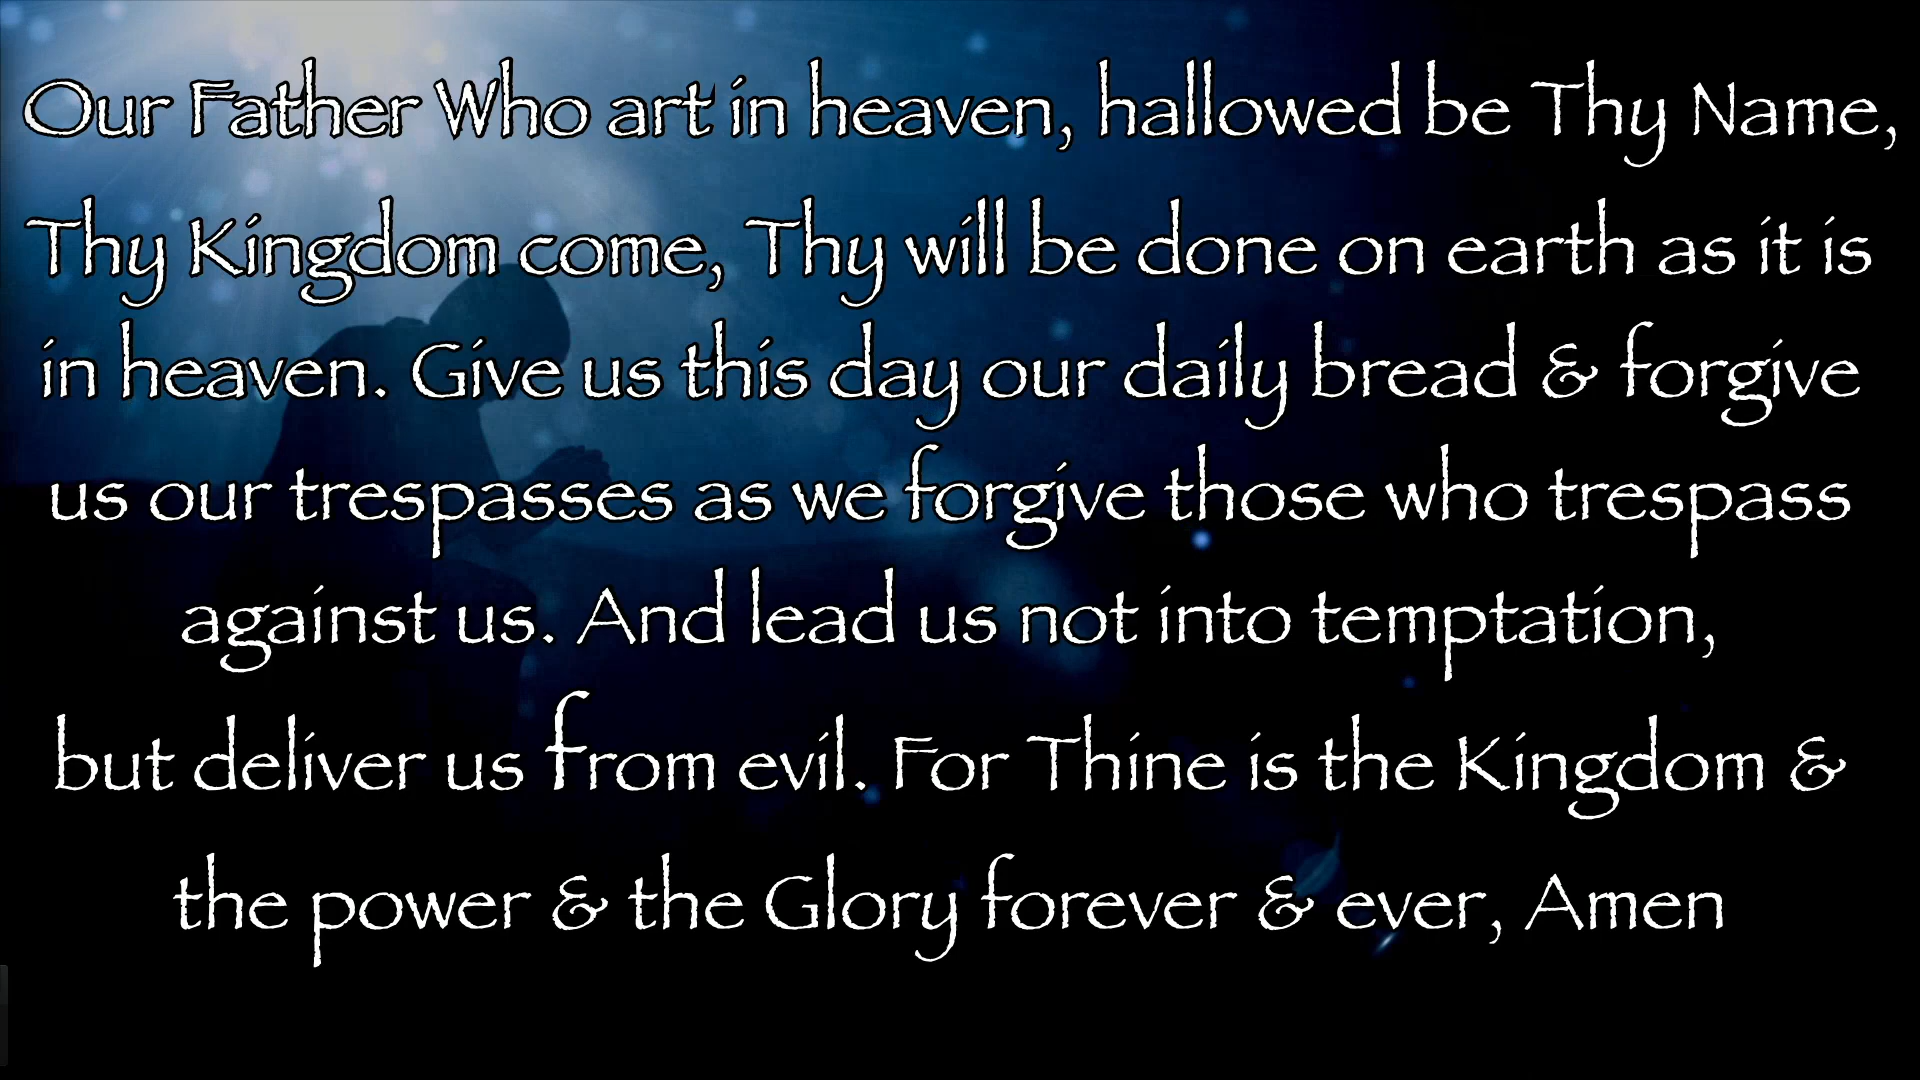 Our Father Who art in heaven, hallowed be Thy Name,
Thy Kingdom come, Thy will be done on earth as it is
in heaven. Give us this day our daily bread & forgive
us our trespasses as we forgive those who trespass
against us. And lead us not into temptation,
but deliver us from evil. For Thine is the Kingdom &
the power & the Glory forever & ever, Amen